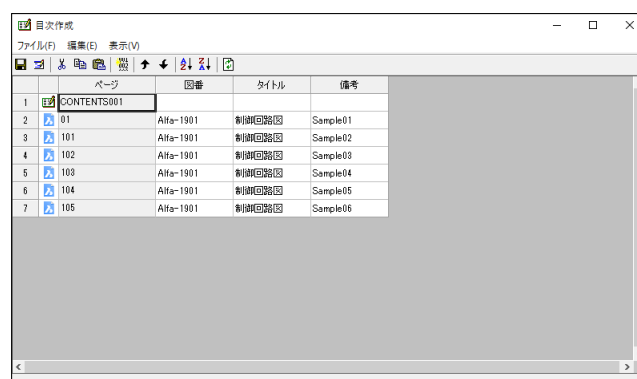 目次作成
ファイル(F) 編集(E) 表示(V)
ページ 図番 タイトル 備考
1 CONTENTS001
2 01 Alfa-1901 制御回路図 Sample01
3 101 Alfa-1901 制御回路図 Sample02
4 102 Alfa-1901 制御回路図 Sample03
5 103 Alfa-1901 制御回路図 Sample04
6 104 Alfa-1901 制御回路図 Sample05
7 105 Alfa-1901 制御回路図 Sample06